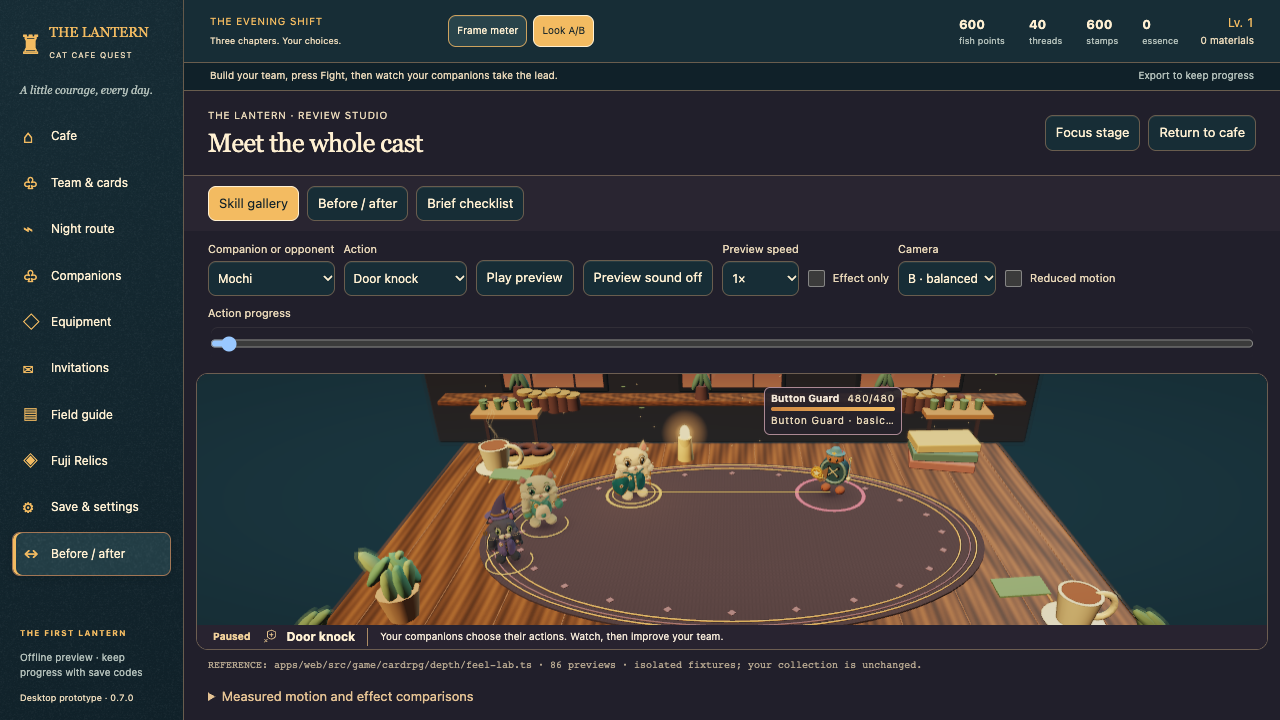 THE LANTERN
CAT CAFE QUEST
A little courage, every day.
Cafe
Team & cards
Night route
Companions
Equipment
Invitations
Field guide
Fuji Relics
Save & settings
Before / after
THE FIRST LANTERN
Offline preview · keep
progress with save codes
Desktop prototype · 0.7.0
THE EVENING SHIFT
Three chapters. Your choices.
Frame meter
Look A/B
600 fish points
40 threads
600 stamps
0 essence
Lv. 1
0 materials
Build your team, press Fight, then watch your companions take the lead.
Export to keep progress
THE LANTERN · REVIEW STUDIO
Meet the whole cast
Focus stage
Return to cafe
Skill gallery
Before / after
Brief checklist
Companion or opponent
Action
Preview speed
Camera
Mochi
Door knock
Play preview
Preview sound off
1x
Effect only
B · balanced
Reduced motion
Action progress
Button Guard 480/480
Button Guard · basic…
Paused Door knock Your companions choose their actions. Watch, then improve your team.
REFERENCE: apps/web/src/game/cardrpg/depth/feel-lab.ts · 86 previews · isolated fixtures; your collection is unchanged.
Measured motion and effect comparisons